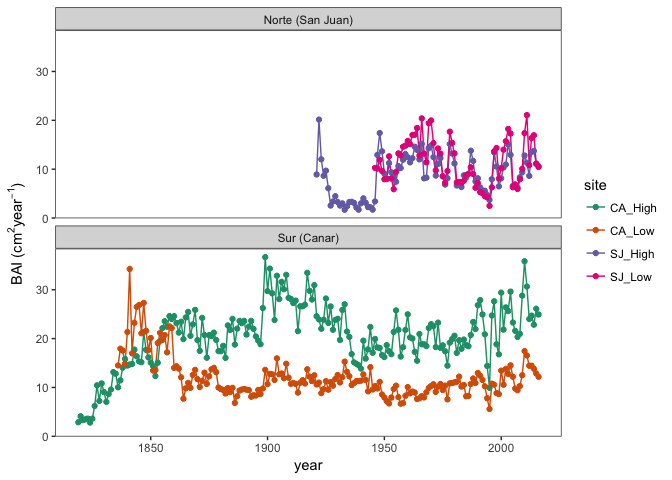 Norte (San Juan)
30
20
10
0
Sur (Canar)
30
20
10
0
BAI (cm²year⁻¹)
1850 1900 1950 2000
year
site
CA_High
CA_Low
SJ_High
SJ_Low